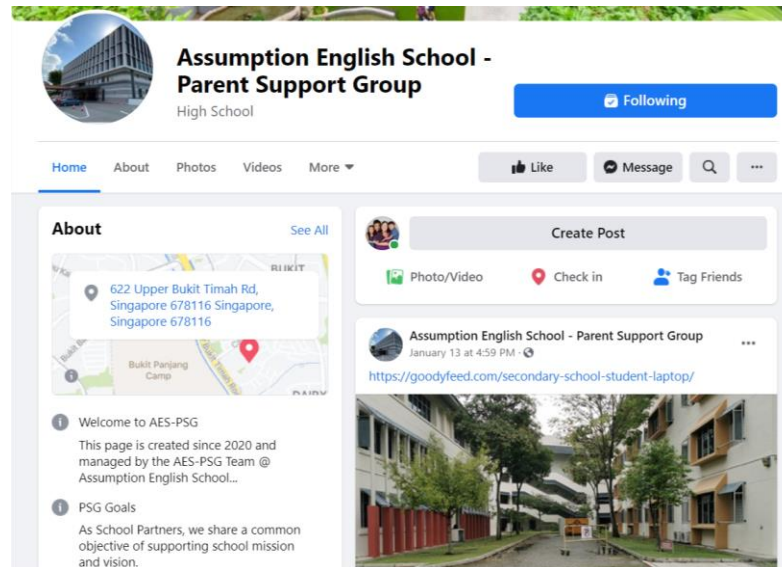 Assumption English School -
Parent Support Group
High School
Following
Home
About
Photos
Videos
More
Like
Message
About
See All
622 Upper Bukit Timah Rd,
Singapore 678116 Singapore,
Singapore 678116
Bukit Panjang
Camp
Welcome to AES-PSG
This page is created since 2020 and
managed by the AES-PSG Team @
Assumption English School...
PSG Goals
As School Partners, we share a common
objective of supporting school mission
and vision.
Create Post
Photo/Video
Check in
Tag Friends
Assumption English School - Parent Support Group
January 13 at 4:59 PM ·
https://goodyfeed.com/secondary-school-student-laptop/